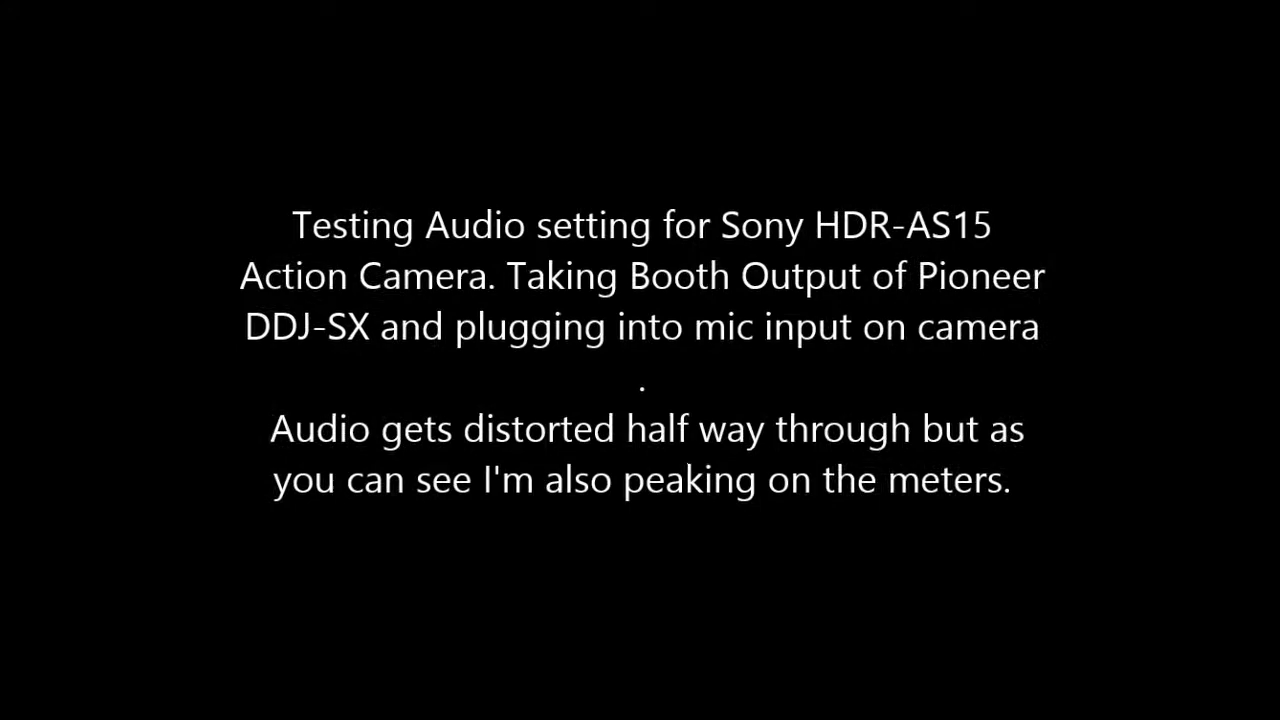 Testing Audio setting for Sony HDR-AS15
Action Camera. Taking Booth Output of Pioneer
DDJ-SX and plugging into mic input on camera
.
Audio gets distorted half way through but as
you can see I'm also peaking on the meters.